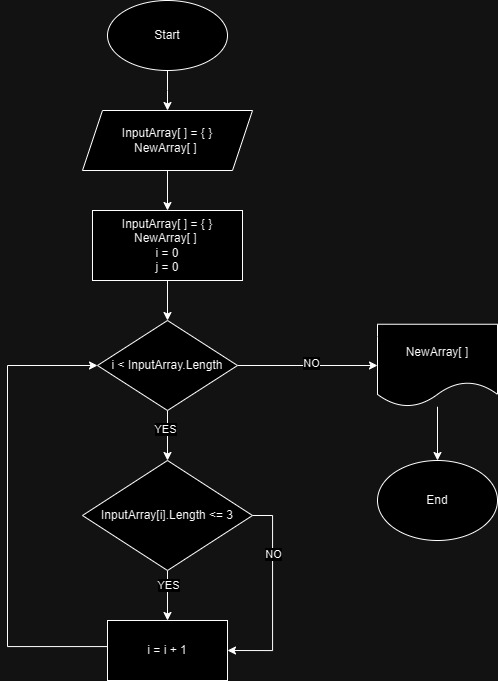 Start
InputArray[ ] = { }
NewArray[ ]
InputArray[ ] = { }
NewArray[ ]
i = 0
j = 0
i < InputArray.Length
NO
NewArray[ ]
YES
End
InputArray[i].Length <= 3
NO
YES
i = i + 1